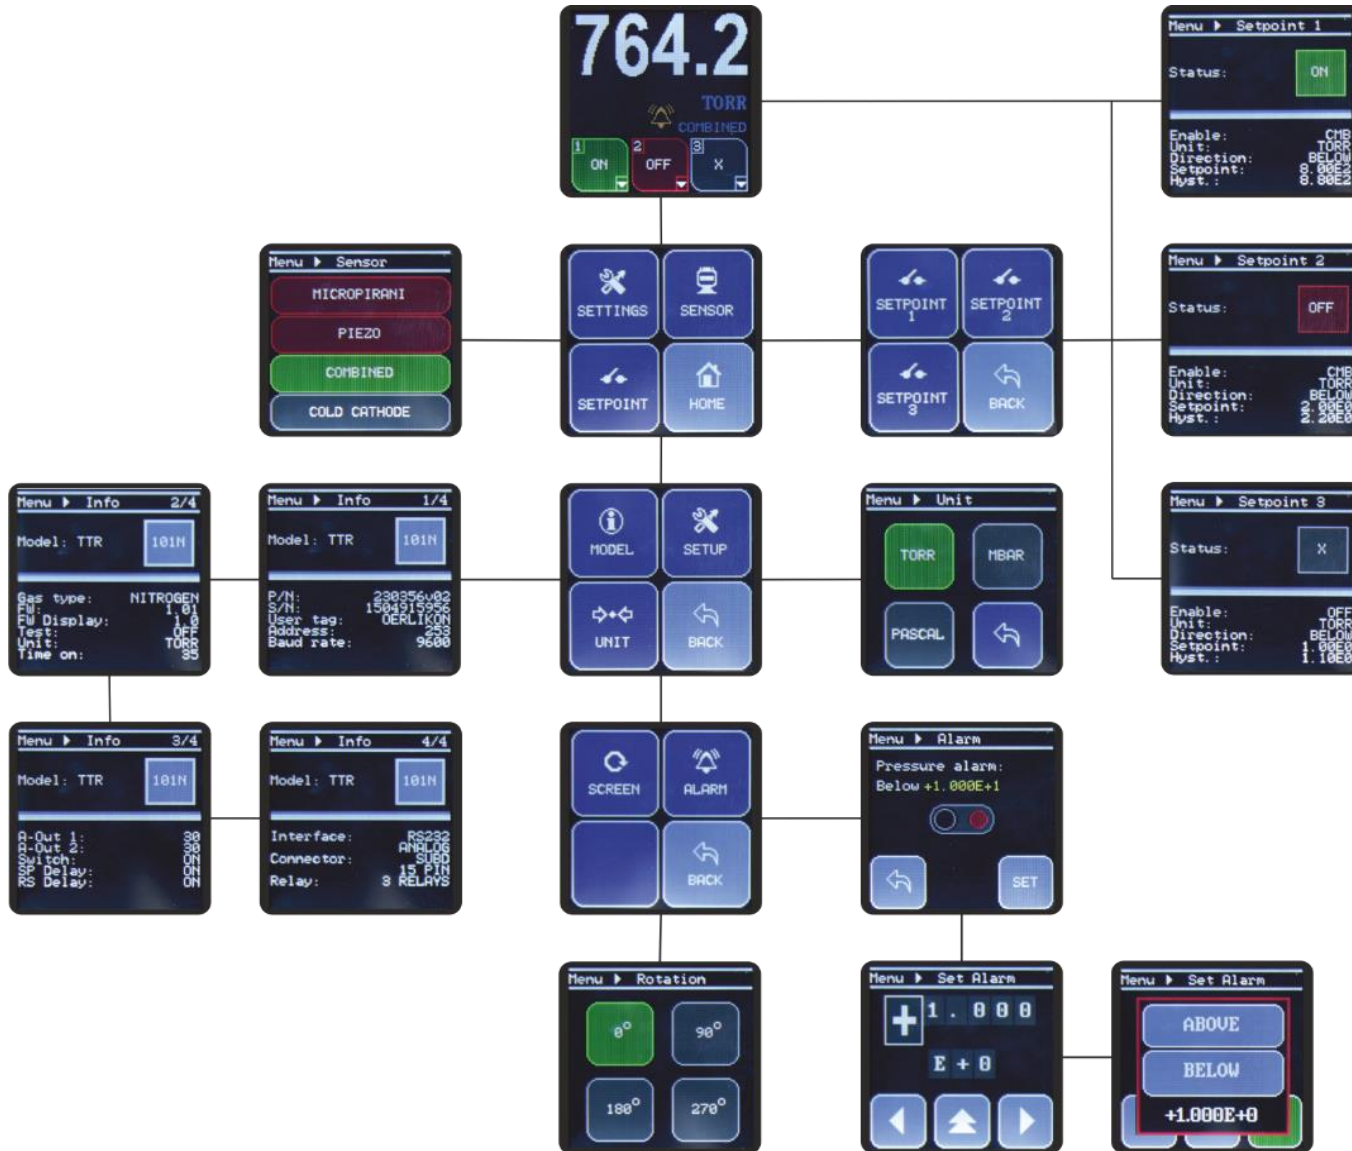 764.2
TORR
COMBINED
1 ON
2 OFF
3 X
Menu Setpoint 1
Status: ON
Enable: CMB
Unit: TORR
Direction: BELOW
Setpoint: 8.00E2
Hyst.: 8.80E2
Menu Sensor
MICROPIRANI
PIEZO
COMBINED
COLD CATHODE
SETTINGS
SENSOR
SETPOINT
HOME
SETPOINT
1
SETPOINT
2
SETPOINT
3
BACK
Menu Setpoint 2
Status: OFF
Enable: CMB
Unit: TORR
Direction: BELOW
Setpoint: 2.00E0
Hyst.: 2.20E0
Menu Info 2/4
Model: TTR 101N
Gas type: NITROGEN
FW: 1.01
FW Display: 1.0
Test: OFF
Unit: TORR
Time on: 35
Menu Info 1/4
Model: TTR 101N
P/N: 230356v02
S/N: 1504915956
User tag: OERLIKON
Address: 253
Baud rate: 9600
MODEL
SETUP
UNIT
BACK
Menu Unit
TORR
MBAR
PASCAL
Menu Setpoint 3
Status: X
Enable: OFF
Unit: TORR
Direction: BELOW
Setpoint: 1.00E0
Hyst.: 1.10E0
Menu Info 3/4
Model: TTR 101N
A-Out 1: 30
A-Out 2: 30
Switch: ON
SP Delay: ON
RS Delay: ON
Menu Info 4/4
Model: TTR 101N
Interface: RS232
ANALOG
Connector: SUBD
15 PIN
Relay: 3 RELAYS
SCREEN
ALARM
BACK
Menu Alarm
Pressure alarm:
Below +1.000E+1
SET
Menu Rotation
0°
90°
180°
270°
Menu Set Alarm
+ 1.000
E+0
Menu Set Alarm
ABOVE
BELOW
+1.000E+0